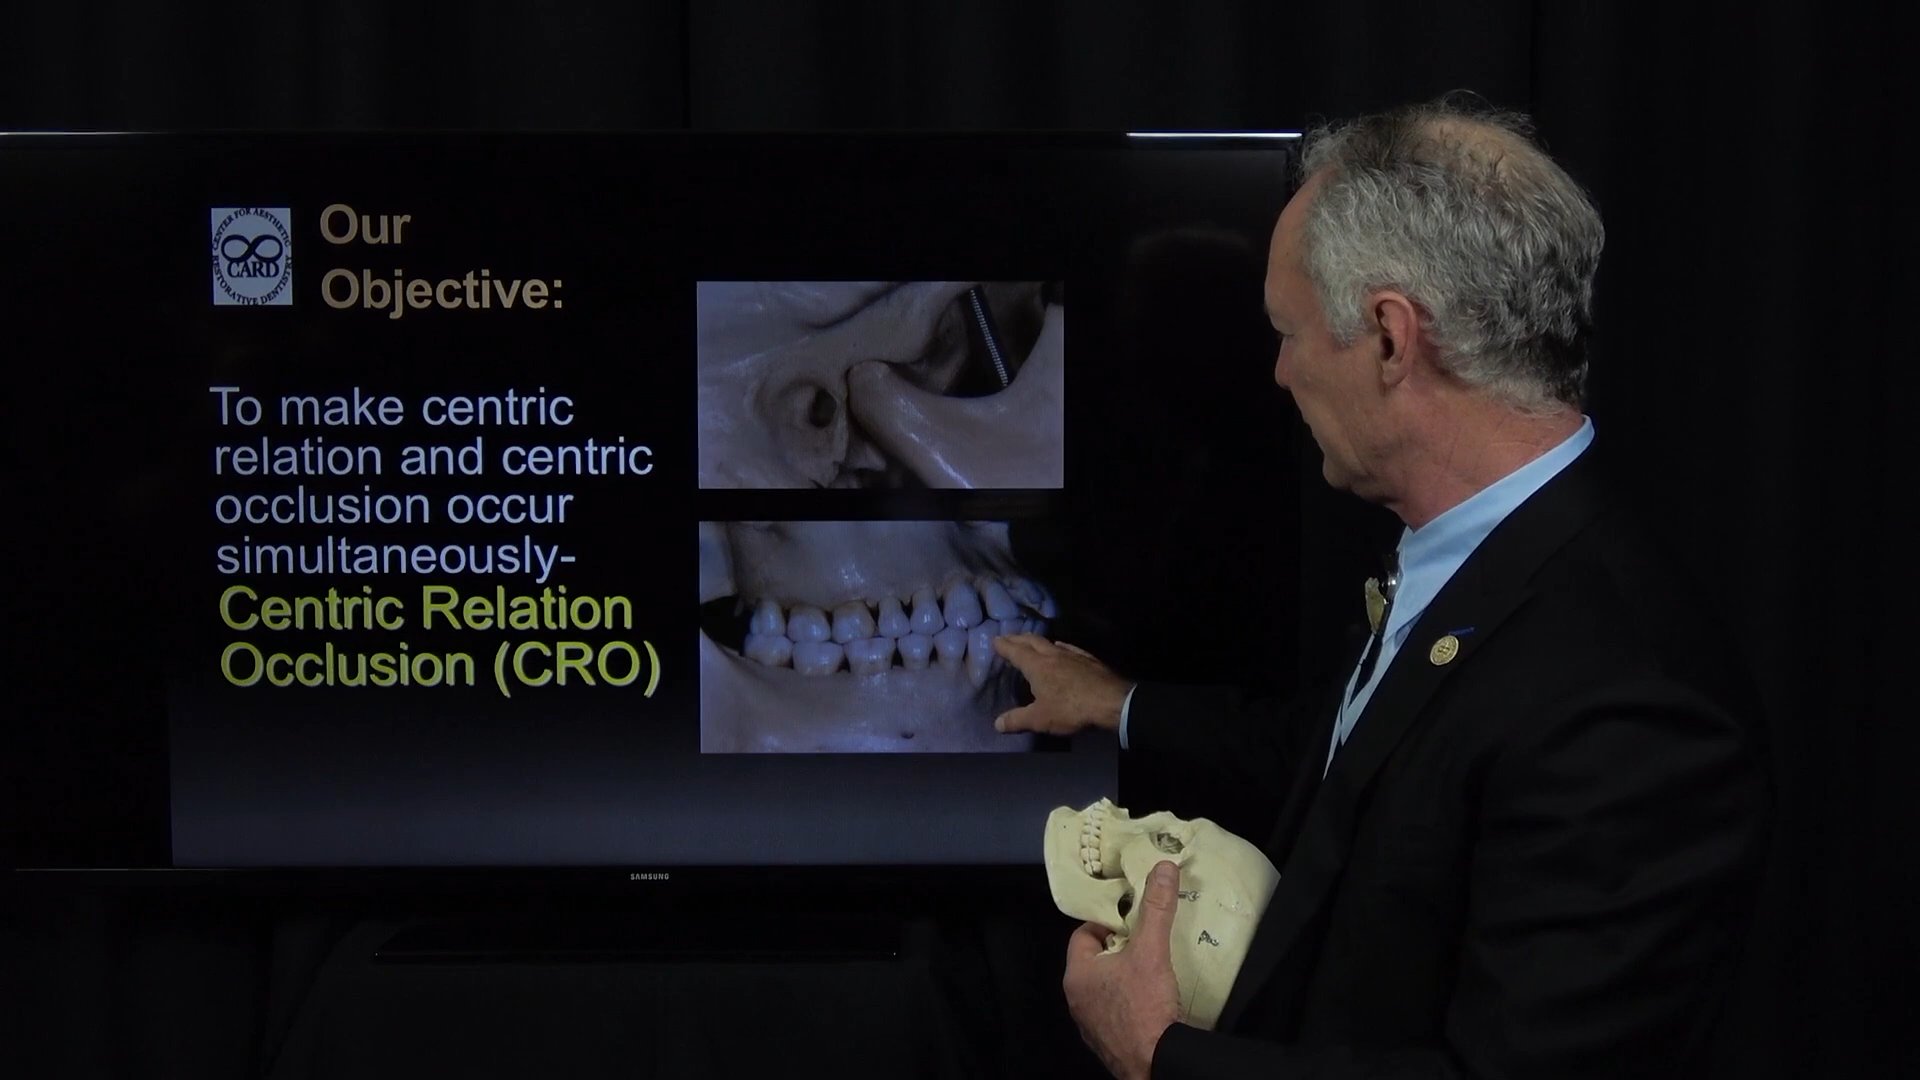 CENTER FOR AESTHETIC
CARD
RESTORATIVE DENTISTRY
Our
Objective:
To make centric
relation and centric
occlusion occur
simultaneously-
Centric Relation
Occlusion (CRO)
SAMSUNG